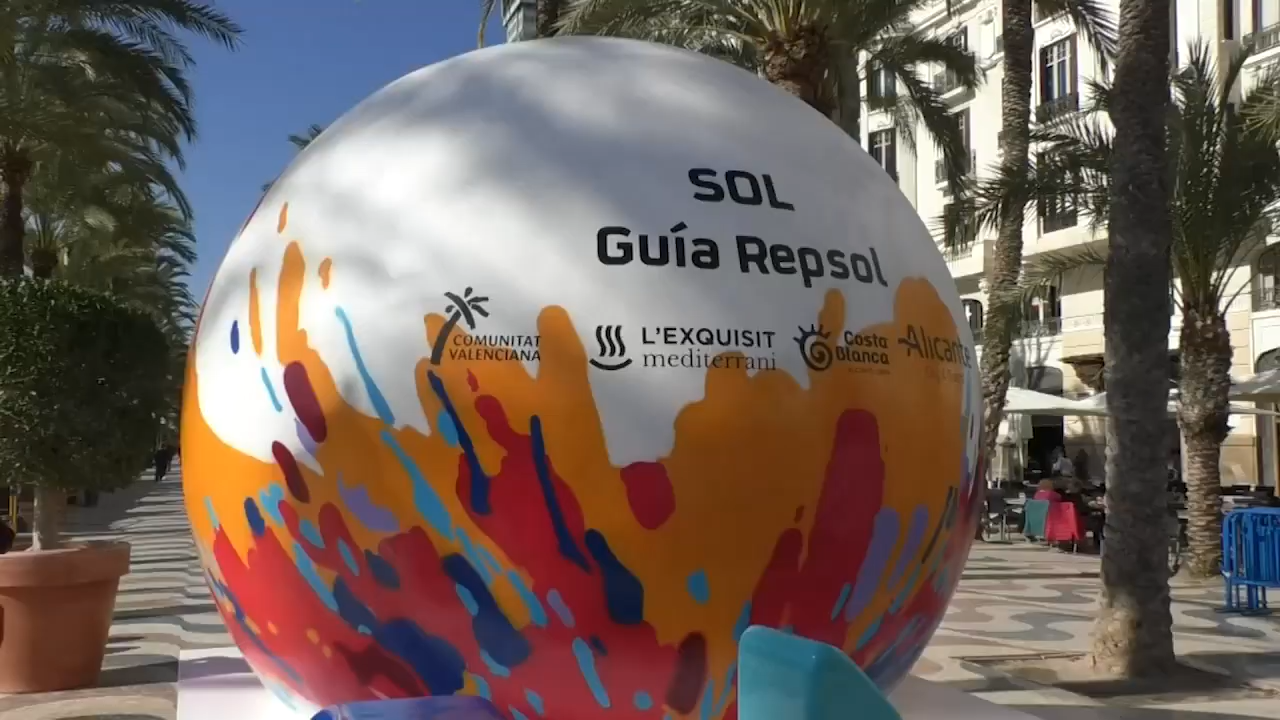 SOL
Guía Repsol
COMUNITAT
VALENCIANA
L'EXQUISIT
mediterrani
Costa
Blanca
Alicante